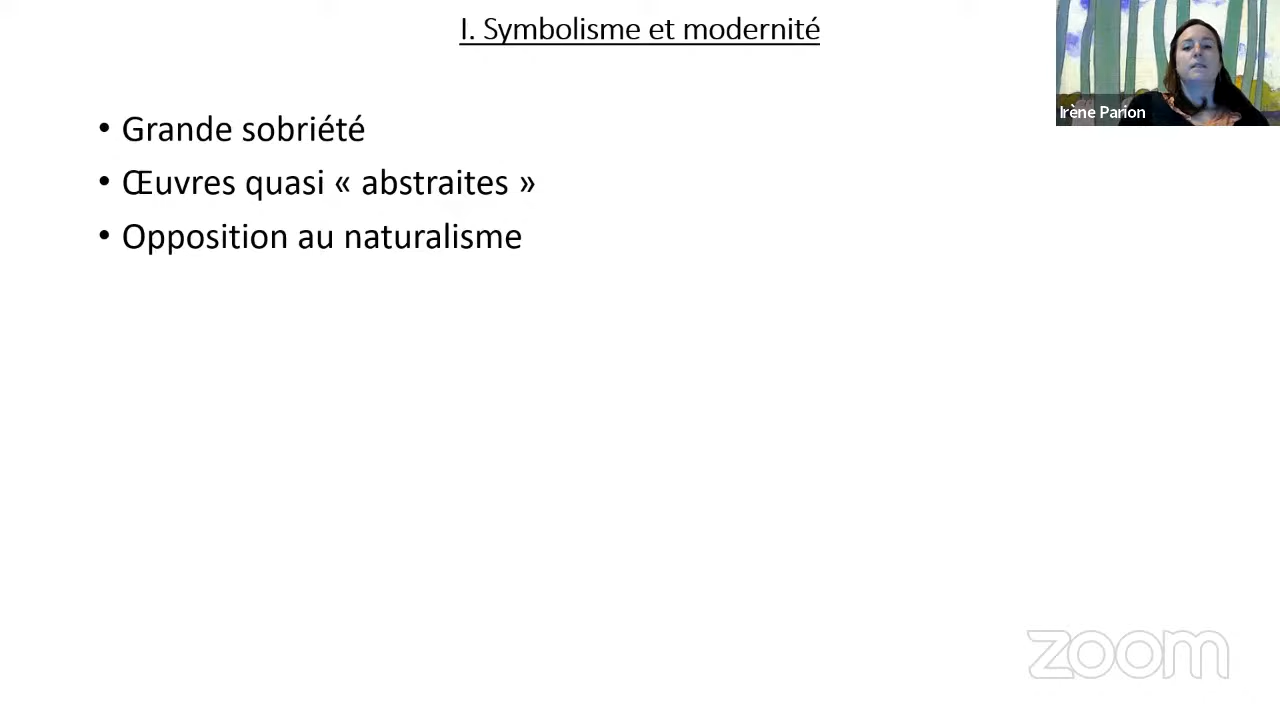 I. Symbolisme et modernité
Irène Parion
• Grande sobriété
• Œuvres quasi « abstraites »
• Opposition au naturalisme
zoom